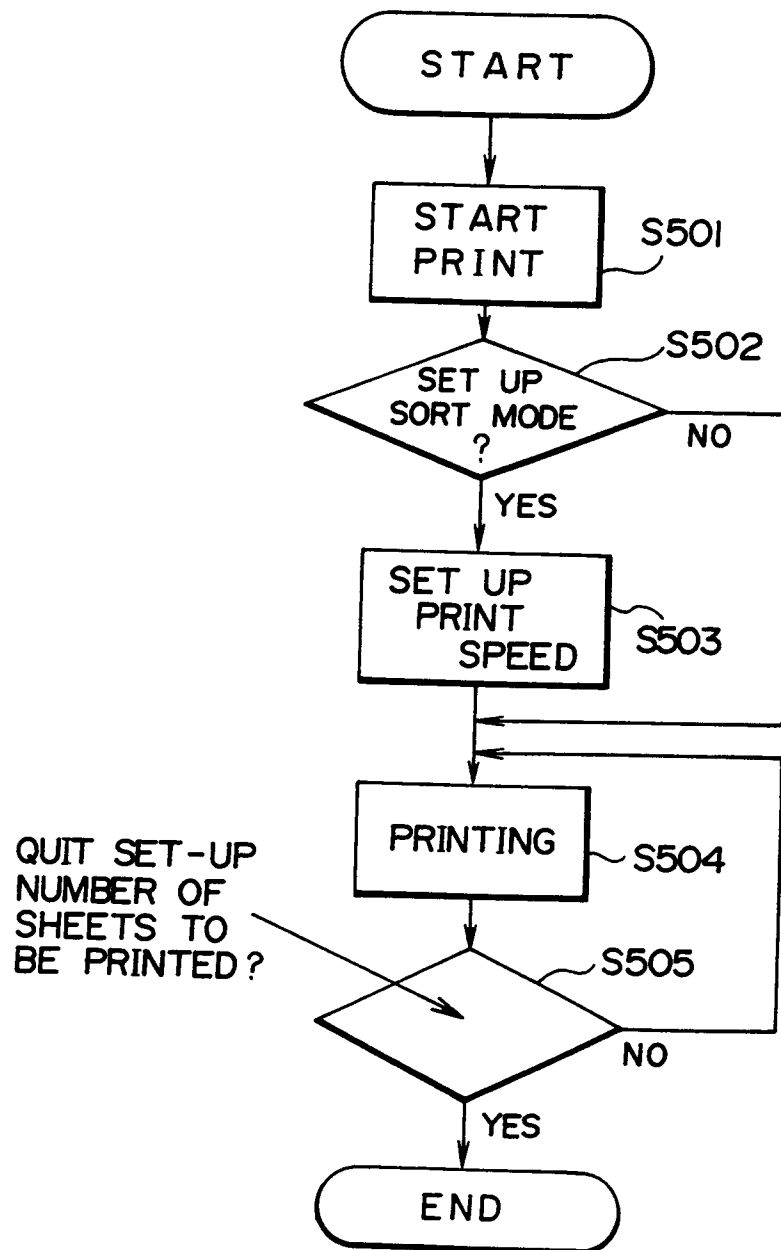 START
START
PRINT
S501
SET UP
SORT MODE
?
S502
NO
YES
SET UP
PRINT
SPEED
S503
PRINTING
S504
QUIT SET-UP
NUMBER OF
SHEETS TO
BE PRINTED?
S505
NO
YES
END